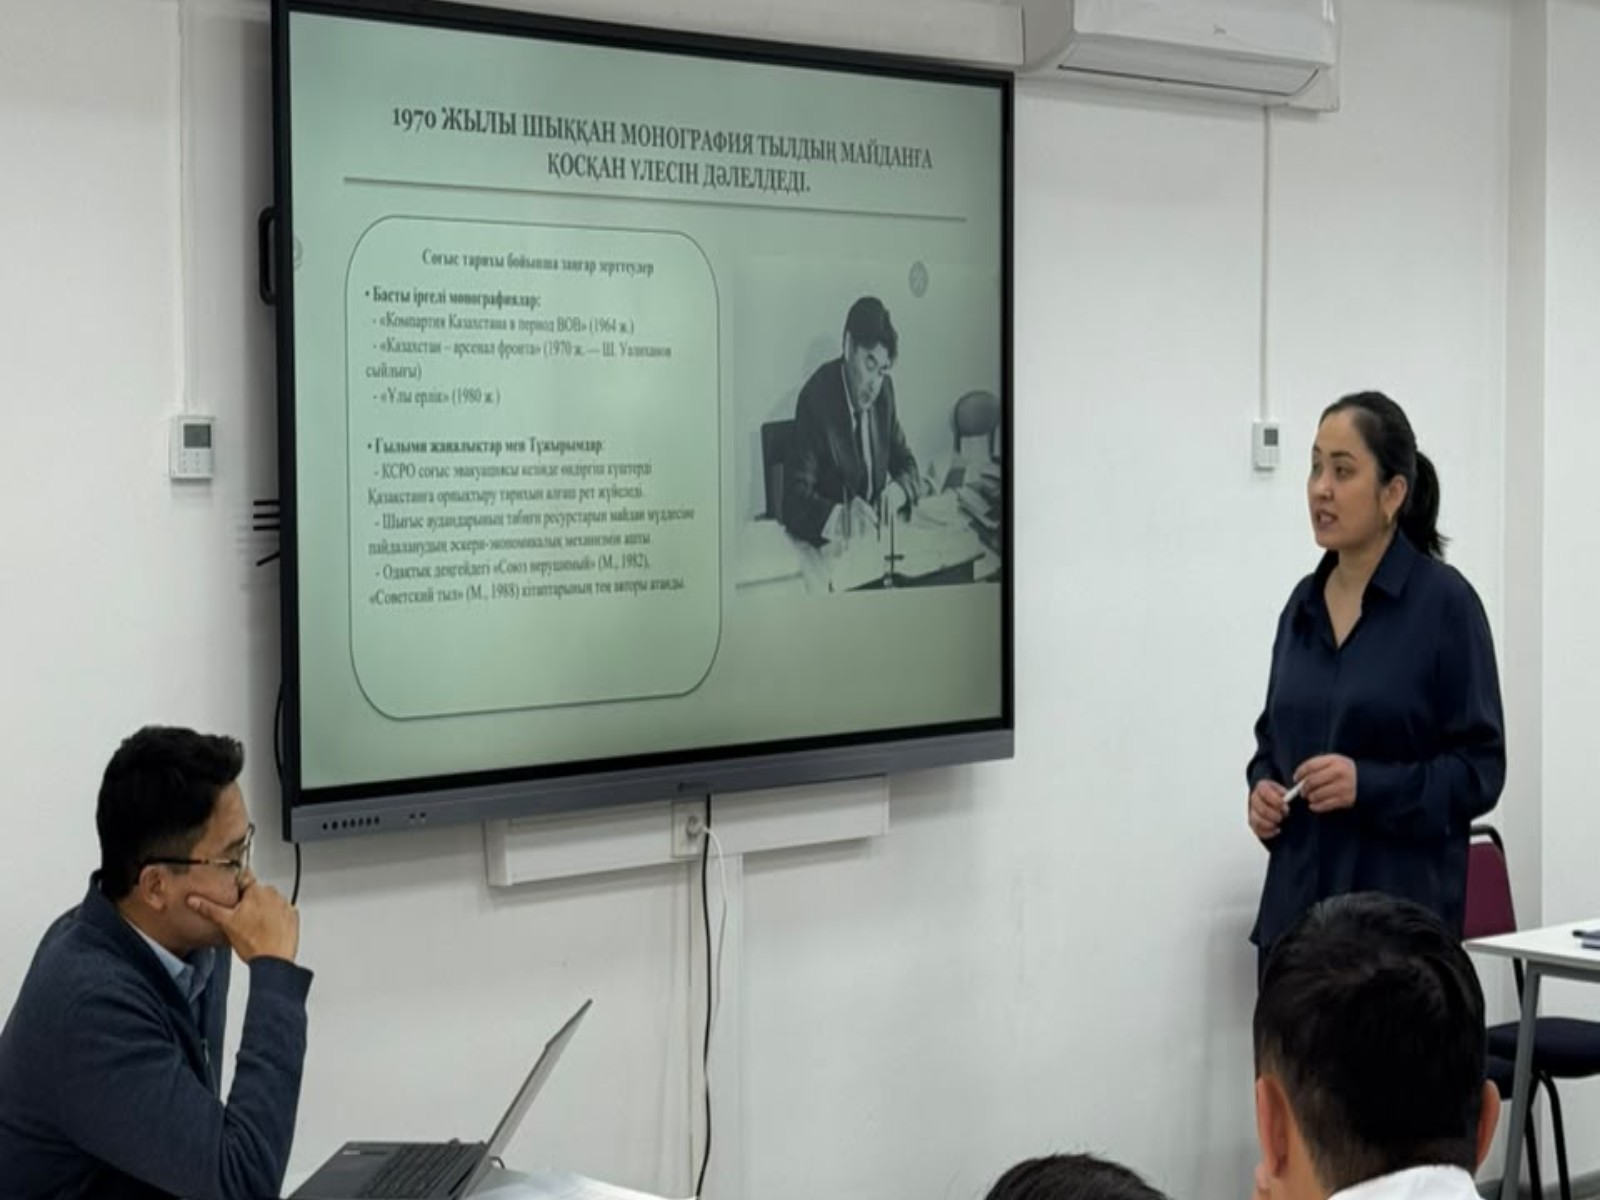 1970 ЖЫЛЫ ШЫҚҚАН МОНОГРАФИЯ ТЫЛДЫҢ МАЙДАНҒА
ҚОСҚАН ҮЛЕСІН ДӘЛЕЛДЕДІ.
Соғыс тарихы бойынша заңғар зерттеулер
• Басты іргелі монографиялар:
- «Компартия Казахстана в период ВОВ» (1964 ж.)
- «Казахстан – арсенал фронта» (1970 ж. — Ш. Уалиханов
сыйлығы)
- «Ұлы ерлік» (1980 ж.)
• Ғылыми жаңалықтар мен Тұжырымдар:
- КСРО соғыс эвакуациясы кезінде өндіргіш күштерді
Қазақстанға орнықтыру тарихын алғаш рет жүйеледі.
- Шығыс аудандарының табиғи ресурстарын майдан мүддесіне
пайдаланудың әскери-экономикалық механизмін ашты.
- Одақтық деңгейдегі «Союз нерушимый» (М., 1982),
«Советский тыл» (М., 1988) кітаптарының тең авторы атанды.